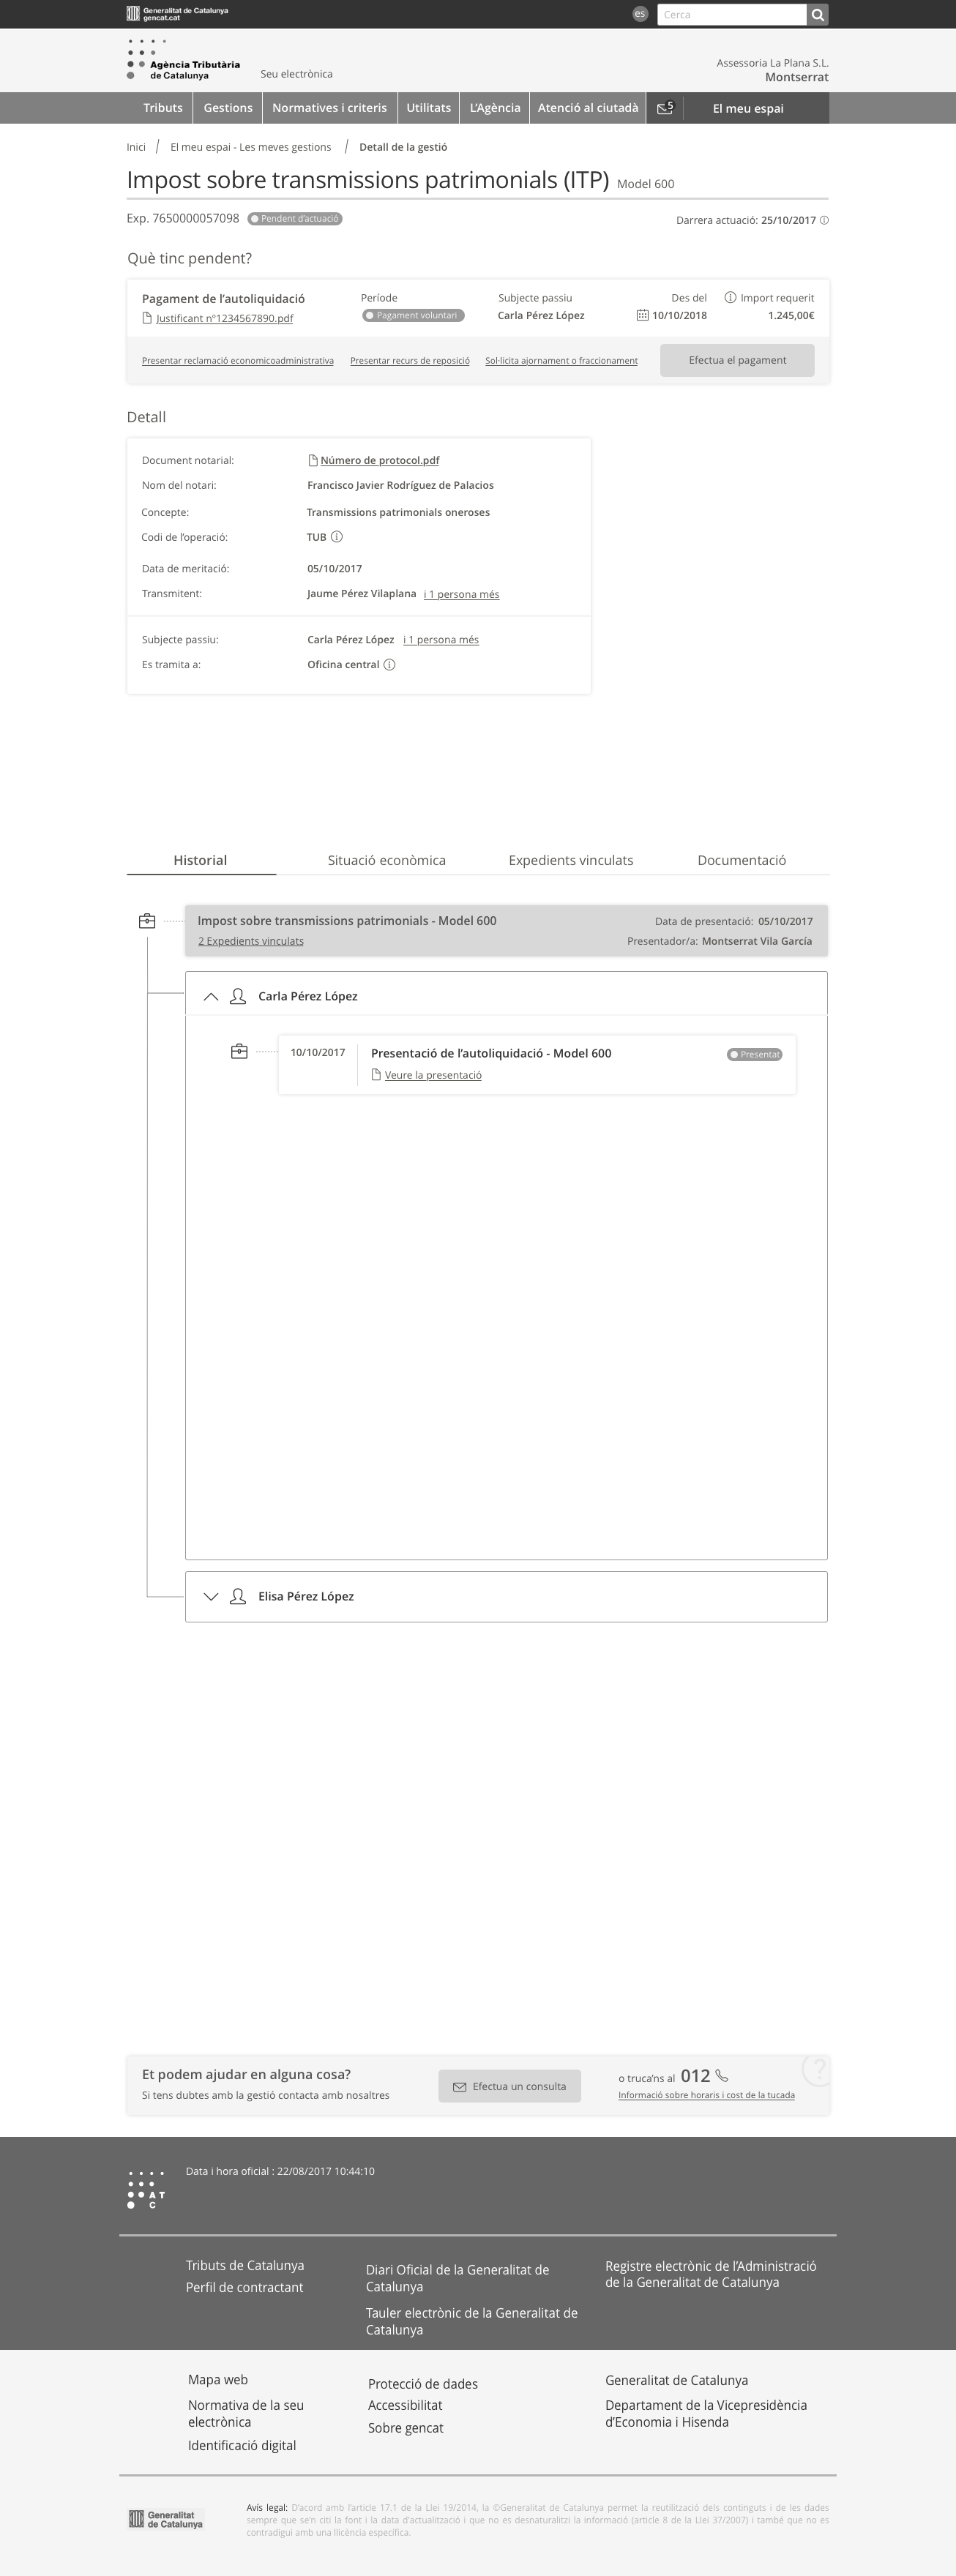 Generalitat de Catalunya
gencat.cat
es
Cerca
Agència Tributària
de Catalunya
Seu electrònica
Assessoria La Plana S.L.
Montserrat
Tributs Gestions Normatives i criteris Utilitats L'Agència Atenció al ciutadà 5 El meu espai
Inici / El meu espai - Les meves gestions / Detall de la gestió
Impost sobre transmissions patrimonials (ITP) Model 600
Exp. 7650000057098 Pendent d'actuació Darrera actuació: 25/10/2017
Què tinc pendent?
Pagament de l'autoliquidació Període Subjecte passiu Des del Import requerit
Justificant nº1234567890.pdf Pagament voluntari Carla Pérez López 10/10/2018 1.245,00€
Presentar reclamació economicoadministrativa Presentar recurs de reposició Sol·licita ajornament o fraccionament Efectua el pagament
Detall
Document notarial: Número de protocol.pdf
Nom del notari: Francisco Javier Rodríguez de Palacios
Concepte: Transmissions patrimonials oneroses
Codi de l'operació: TUB
Data de meritació: 05/10/2017
Transmitent: Jaume Pérez Vilaplana i 1 persona més
Subjecte passiu: Carla Pérez López i 1 persona més
Es tramita a: Oficina central
Historial Situació econòmica Expedients vinculats Documentació
Impost sobre transmissions patrimonials - Model 600 Data de presentació: 05/10/2017
2 Expedients vinculats Presentador/a: Montserrat Vila García
Carla Pérez López
10/10/2017 Presentació de l'autoliquidació - Model 600 Presentat
Veure la presentació
Elisa Pérez López
Et podem ajudar en alguna cosa?
Si tens dubtes amb la gestió contacta amb nosaltres
Efectua un consulta
o truca'ns al 012
Informació sobre horaris i cost de la tucada
?
A T
C
Data i hora oficial : 22/08/2017 10:44:10
Tributs de Catalunya
Perfil de contractant
Diari Oficial de la Generalitat de
Catalunya
Tauler electrònic de la Generalitat de
Catalunya
Registre electrònic de l'Administració
de la Generalitat de Catalunya
Mapa web
Normativa de la seu
electrònica
Identificació digital
Protecció de dades
Accessibilitat
Sobre gencat
Generalitat de Catalunya
Departament de la Vicepresidència
d'Economia i Hisenda
Generalitat
de Catalunya
Avís legal: D'acord amb l'article 17.1 de la Llei 19/2014, la ©Generalitat de Catalunya permet la reutilització dels continguts i de les dades
sempre que se'n citi la font i la data d'actualització i que no es desnaturalitzi la informació (article 8 de la Llei 37/2007) i també que no es
contradigui amb una llicència específica.